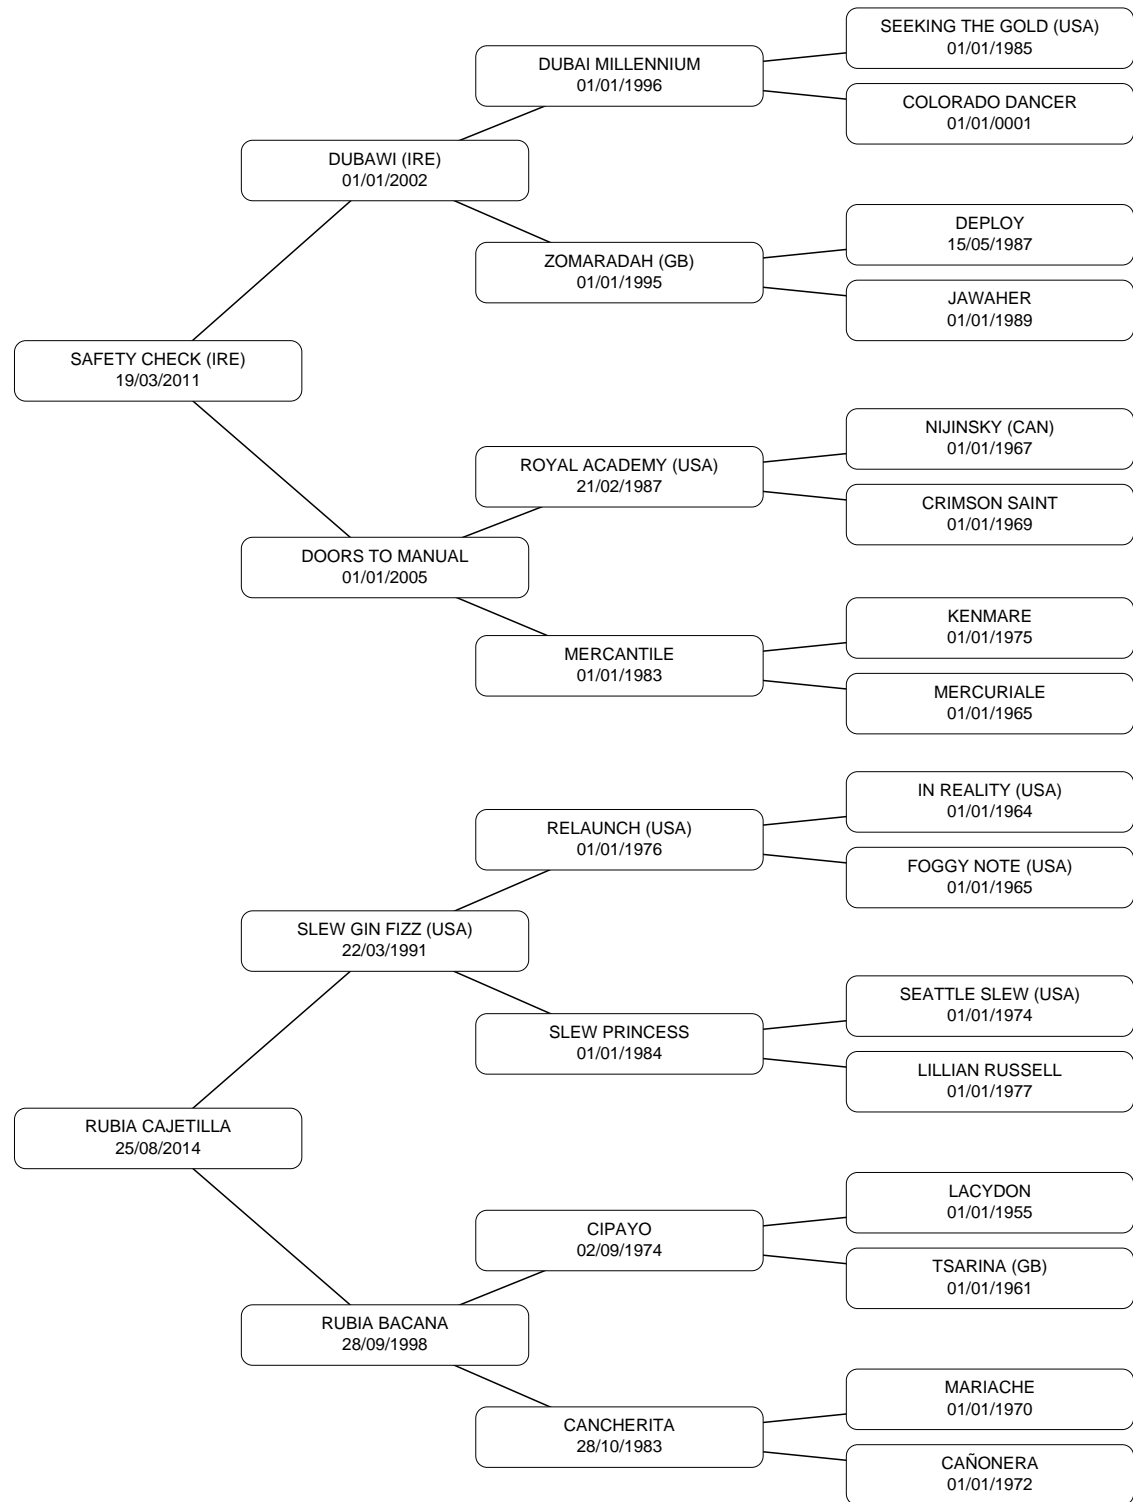 SEEKING THE GOLD (USA)
01/01/1985
DUBAI MILLENNIUM
01/01/1996
COLORADO DANCER
01/01/0001
DUBAWI (IRE)
01/01/2002
DEPLOY
15/05/1987
ZOMARADAH (GB)
01/01/1995
JAWAHER
01/01/1989
SAFETY CHECK (IRE)
19/03/2011
NIJINSKY (CAN)
01/01/1967
ROYAL ACADEMY (USA)
21/02/1987
CRIMSON SAINT
01/01/1969
DOORS TO MANUAL
01/01/2005
KENMARE
01/01/1975
MERCANTILE
01/01/1983
MERCURIALE
01/01/1965
IN REALITY (USA)
01/01/1964
RELAUNCH (USA)
01/01/1976
FOGGY NOTE (USA)
01/01/1965
SLEW GIN FIZZ (USA)
22/03/1991
SEATTLE SLEW (USA)
01/01/1974
SLEW PRINCESS
01/01/1984
LILLIAN RUSSELL
01/01/1977
RUBIA CAJETILLA
25/08/2014
LACYDON
01/01/1955
CIPAYO
02/09/1974
TSARINA (GB)
01/01/1961
RUBIA BACANA
28/09/1998
MARIACHE
01/01/1970
CANCHERITA
28/10/1983
CAÑONERA
01/01/1972